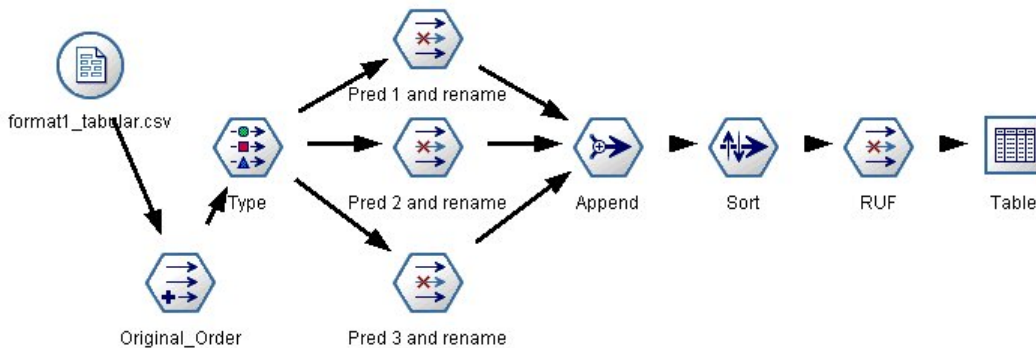 Pred 1 and rename
format1_tabular.csv
Type
Pred 2 and rename
Append
Sort
RUF
Table
Original_Order
Pred 3 and rename